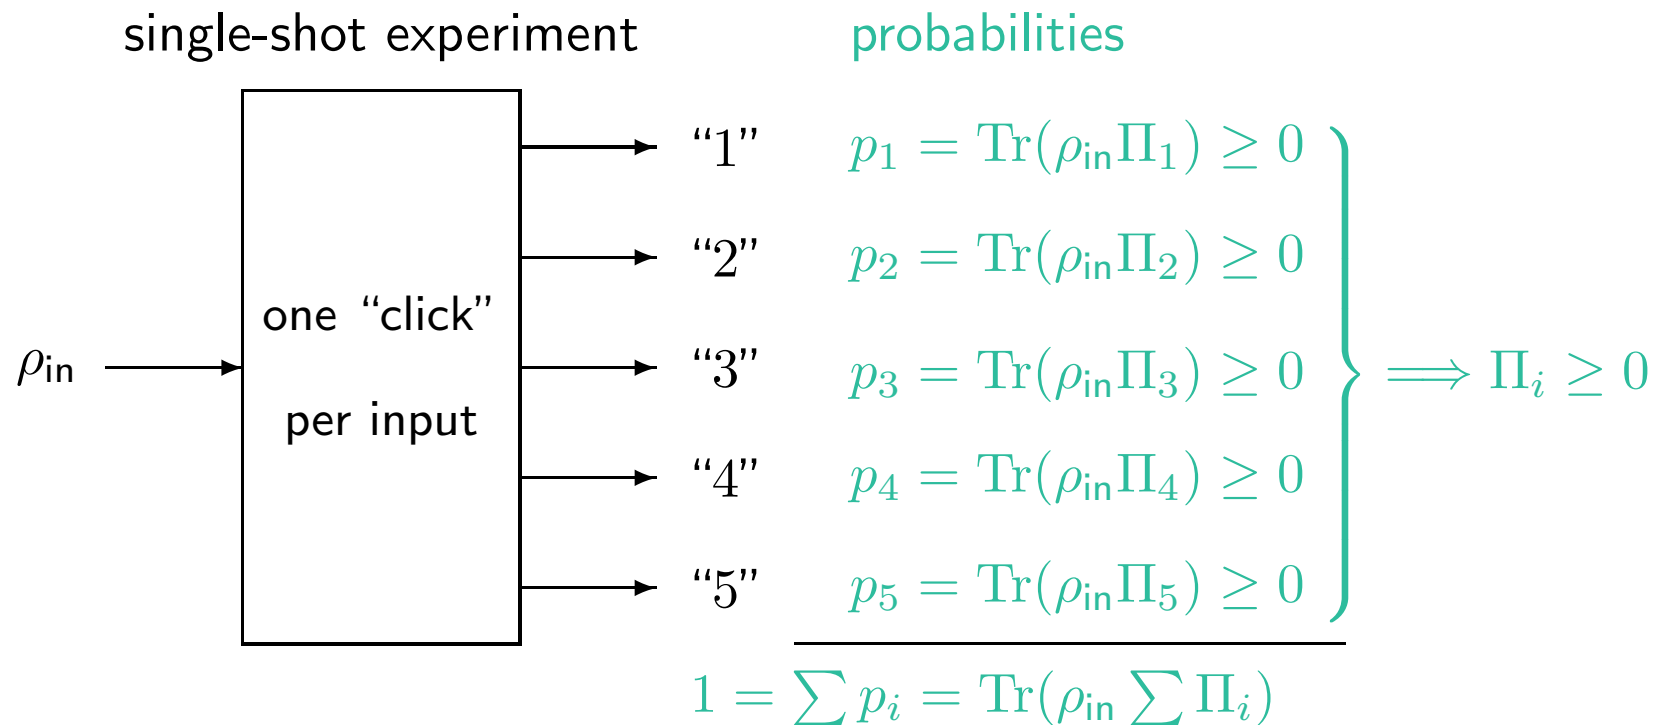 single-shot experiment probabilities
“1” p₁ = Tr(ρ_in Π₁) ≥ 0
“2” p₂ = Tr(ρ_in Π₂) ≥ 0
one “click”
ρ_in “3” p₃ = Tr(ρ_in Π₃) ≥ 0 ⟹ Π_i ≥ 0
per input
“4” p₄ = Tr(ρ_in Π₄) ≥ 0
“5” p₅ = Tr(ρ_in Π₅) ≥ 0
1 = ∑ p_i = Tr(ρ_in ∑ Π_i)